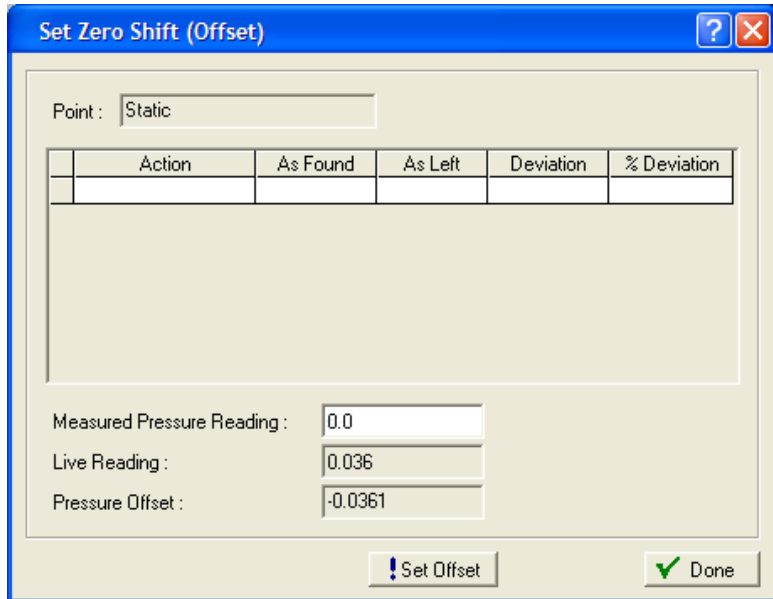 Set Zero Shift (Offset)
Point : Static
Action As Found As Left Deviation % Deviation
Measured Pressure Reading : 0.0
Live Reading : 0.036
Pressure Offset : -0.0361
! Set Offset Done